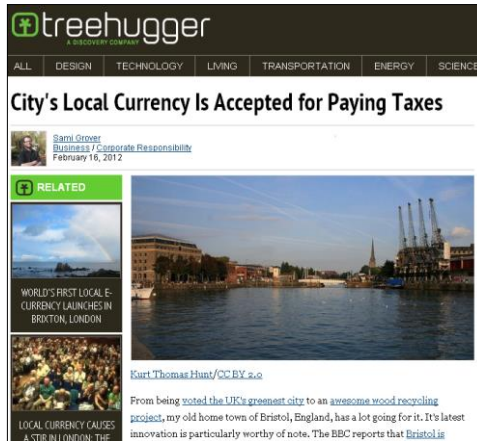 treehugger
A DISCOVERY COMPANY
ALL DESIGN TECHNOLOGY LIVING TRANSPORTATION ENERGY SCIENCE
City's Local Currency Is Accepted for Paying Taxes
Sami Grover
Business / Corporate Responsibility
February 16, 2012
RELATED
WORLD'S FIRST LOCAL E-
CURRENCY LAUNCHES IN
BRIXTON, LONDON
LOCAL CURRENCY CAUSES
A STIR IN LONDON: THE
Kurt Thomas Hunt/CC BY 2.0
From being voted the UK's greenest city to an awesome wood recycling
project, my old home town of Bristol, England, has a lot going for it. It's latest
innovation is particularly worthy of note. The BBC reports that Bristol is